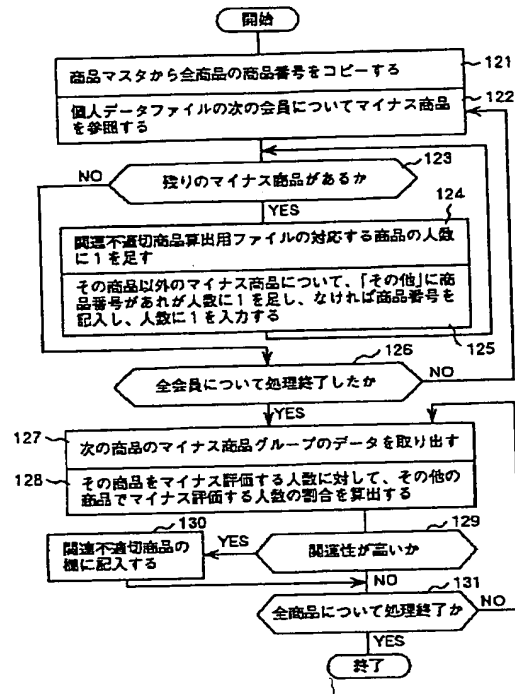 開始
商品マスタから全商品の商品番号をコピーする
121
個人データファイルの次の会員についてマイナス商品
を参照する
122
123
残りのマイナス商品があるか
NO
YES
124
関連不適切商品算出用ファイルの対応する商品の人数
に1を足す
その商品以外のマイナス商品について、「その他」に商
品番号があれが人数に1を足し、なければ商品番号を
記入し、人数に1を入力する
125
126
全会員について処理終了したか
NO
YES
127
次の商品のマイナス商品グループのデータを取り出す
128
その商品をマイナス評価する人数に対して、その他の
商品でマイナス評価する人数の割合を算出する
129
関連性が高いか
YES
NO
130
関連不適切商品の
欄に記入する
131
全商品について処理終了か
NO
YES
終了